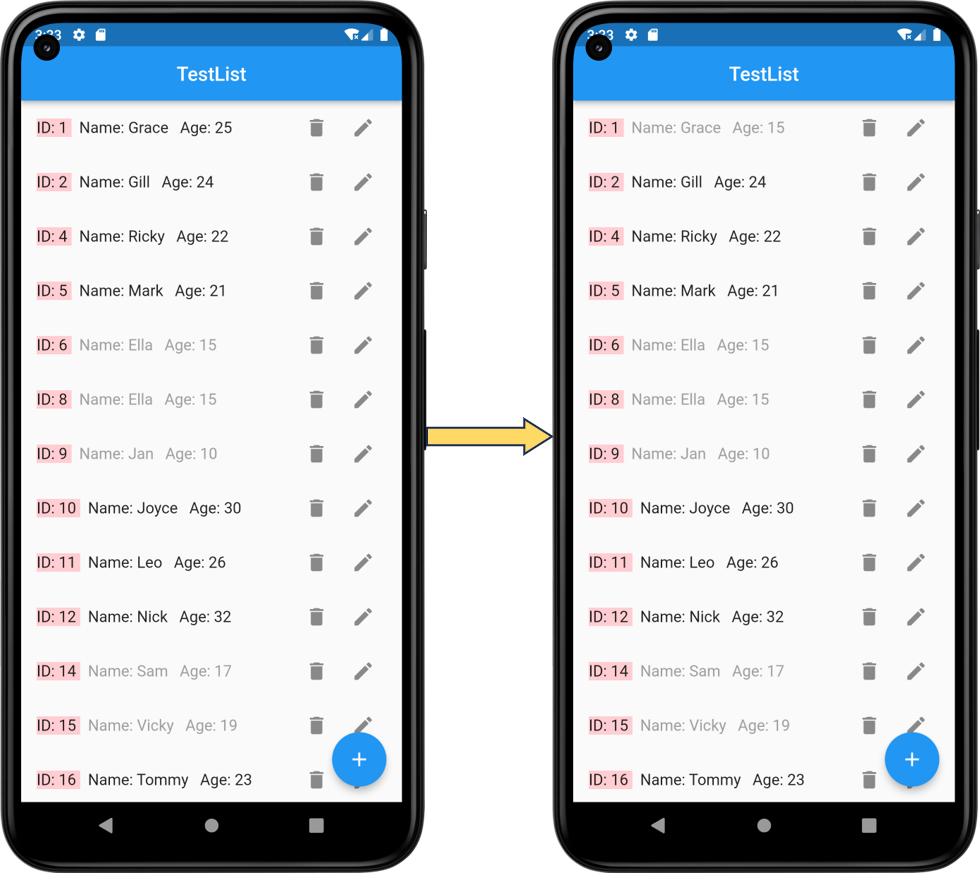 3:23
TestList
ID: 1 Name: Grace Age: 25
ID: 2 Name: Gill Age: 24
ID: 4 Name: Ricky Age: 22
ID: 5 Name: Mark Age: 21
ID: 6 Name: Ella Age: 15
ID: 8 Name: Ella Age: 15
ID: 9 Name: Jan Age: 10
ID: 10 Name: Joyce Age: 30
ID: 11 Name: Leo Age: 26
ID: 12 Name: Nick Age: 32
ID: 14 Name: Sam Age: 17
ID: 15 Name: Vicky Age: 19
ID: 16 Name: Tommy Age: 23
3:23
TestList
ID: 1 Name: Grace Age: 15
ID: 2 Name: Gill Age: 24
ID: 4 Name: Ricky Age: 22
ID: 5 Name: Mark Age: 21
ID: 6 Name: Ella Age: 15
ID: 8 Name: Ella Age: 15
ID: 9 Name: Jan Age: 10
ID: 10 Name: Joyce Age: 30
ID: 11 Name: Leo Age: 26
ID: 12 Name: Nick Age: 32
ID: 14 Name: Sam Age: 17
ID: 15 Name: Vicky Age: 19
ID: 16 Name: Tommy Age: 23